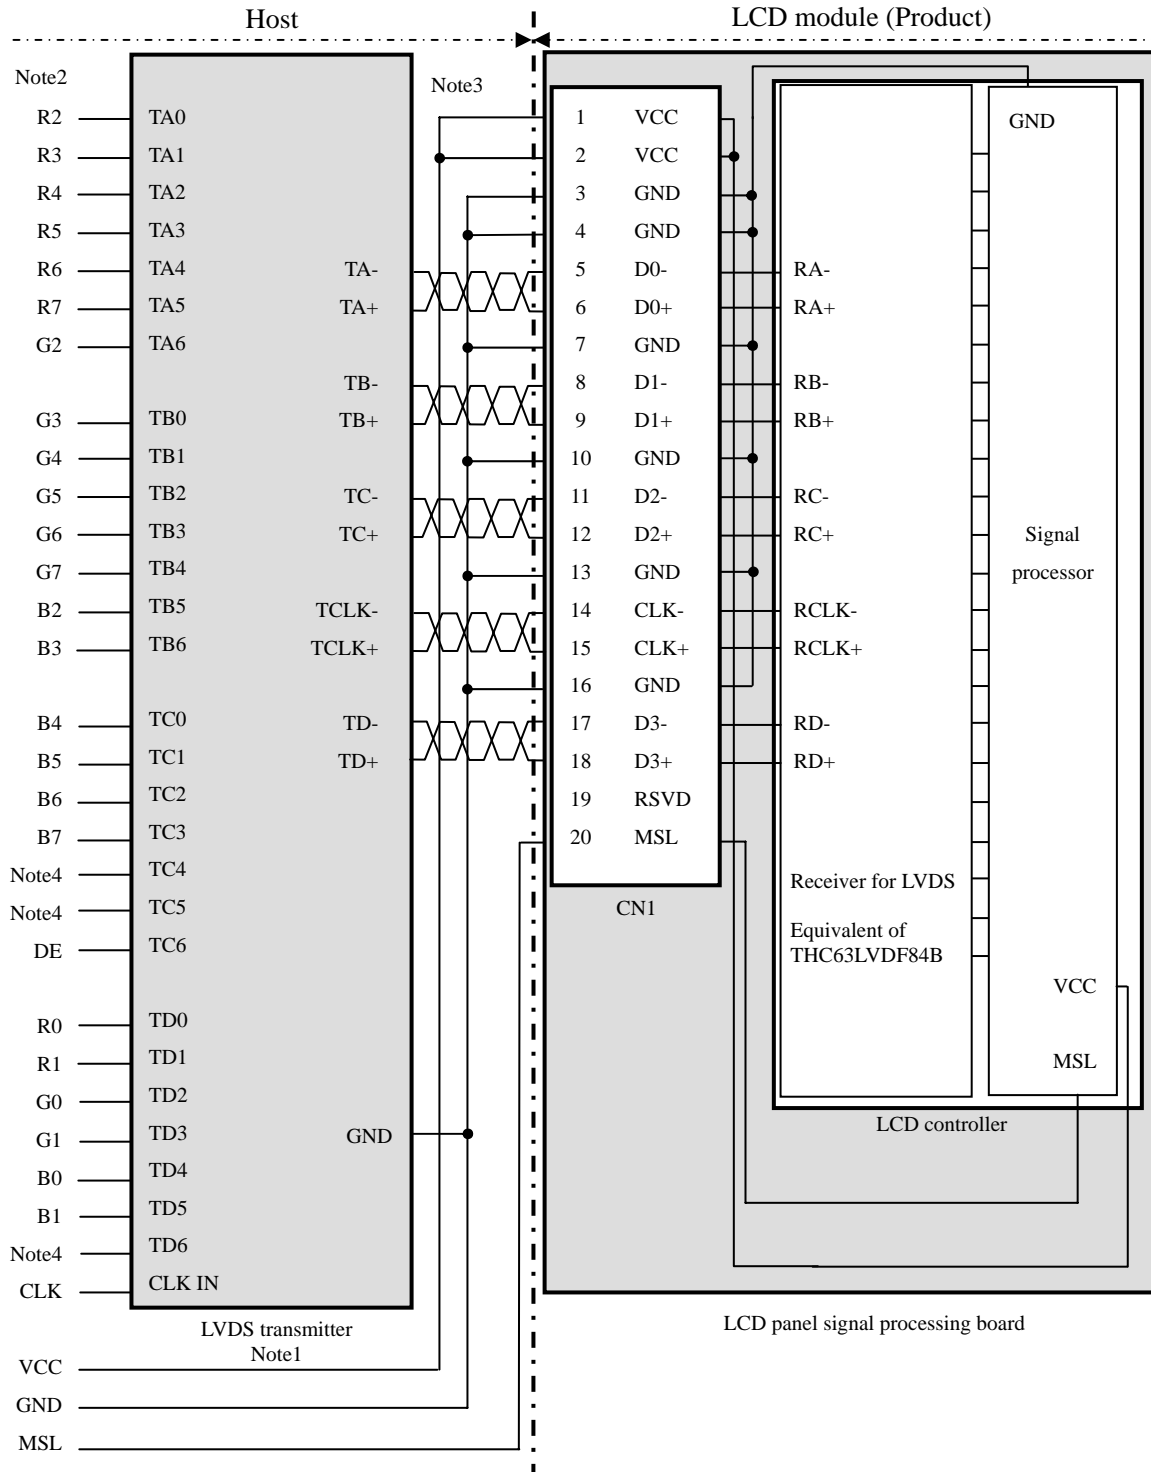 Host
LCD module (Product)
Note2
Note3
R2 TA0
R3 TA1
R4 TA2
R5 TA3
R6 TA4 TA-
R7 TA5 TA+
G2 TA6
TB-
G3 TB0 TB+
G4 TB1
G5 TB2 TC-
G6 TB3 TC+
G7 TB4
B2 TB5 TCLK-
B3 TB6 TCLK+
B4 TC0 TD-
B5 TC1 TD+
B6 TC2
B7 TC3
Note4 TC4
Note4 TC5
DE TC6
R0 TD0
R1 TD1
G0 TD2
G1 TD3 GND
B0 TD4
B1 TD5
Note4 TD6
CLK CLK IN
LVDS transmitter
Note1
VCC
GND
MSL
1 VCC
2 VCC
3 GND
4 GND
5 D0- RA-
6 D0+ RA+
7 GND
8 D1- RB-
9 D1+ RB+
10 GND
11 D2- RC-
12 D2+ RC+
13 GND
14 CLK- RCLK-
15 CLK+ RCLK+
16 GND
17 D3- RD-
18 D3+ RD+
19 RSVD
20 MSL
CN1
Receiver for LVDS
Equivalent of
THC63LVDF84B
GND
Signal
processor
VCC
MSL
LCD controller
LCD panel signal processing board